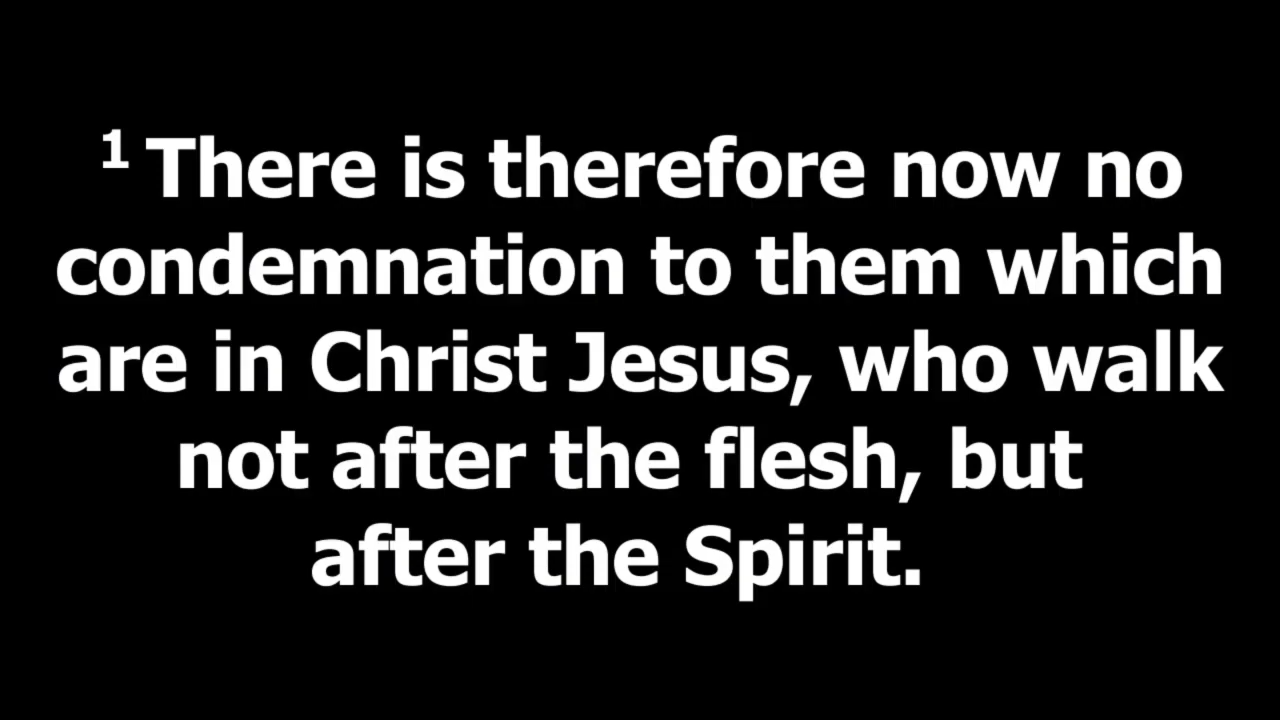 1 There is therefore now no
condemnation to them which
are in Christ Jesus, who walk
not after the flesh, but
after the Spirit.